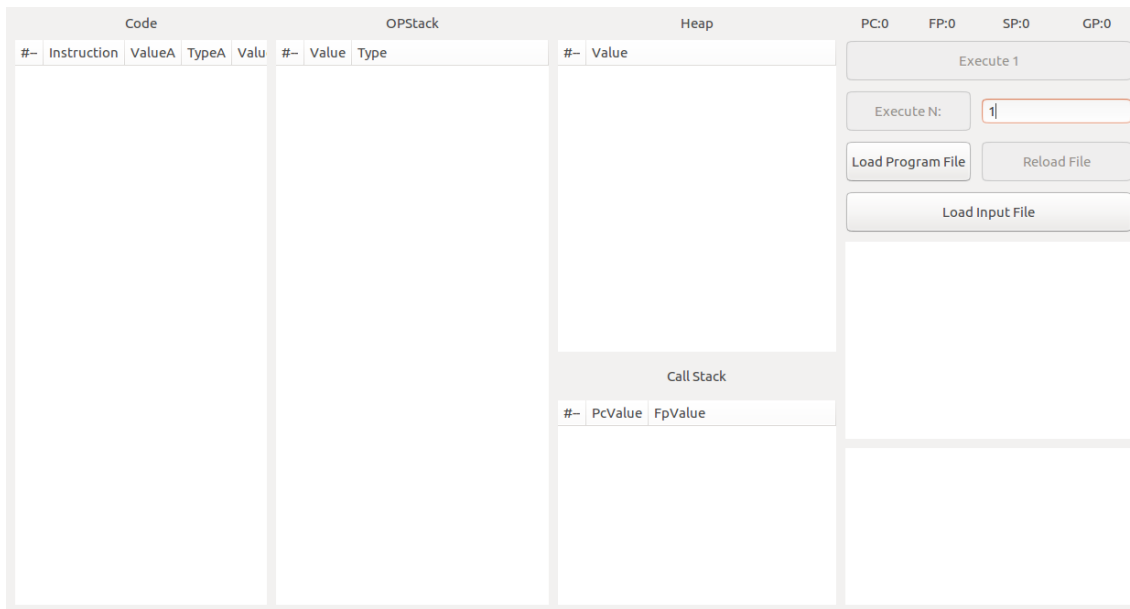 Code OPStack Heap PC:0 FP:0 SP:0 GP:0
#-- Instruction ValueA TypeA Valu #-- Value Type #-- Value
Execute 1
Execute N: 1
Load Program File Reload File
Load Input File
Call Stack
#-- PcValue FpValue